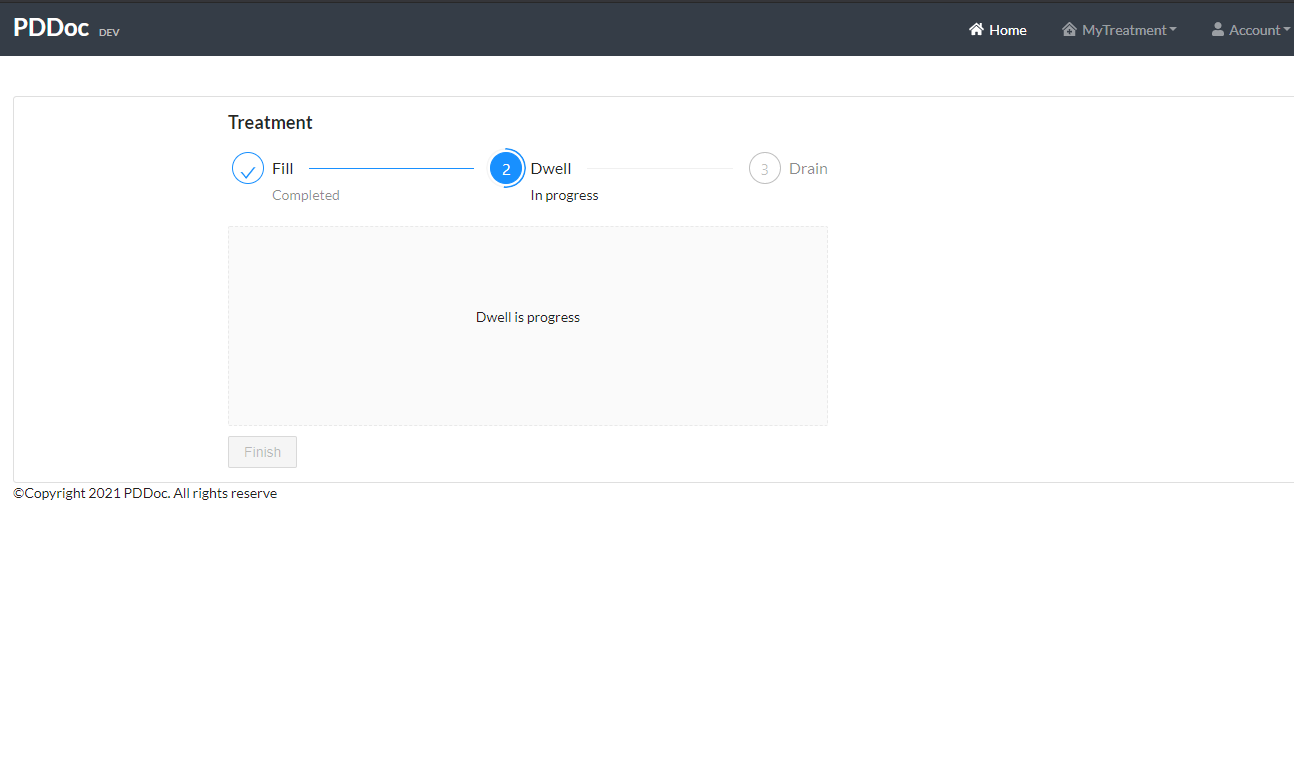 PDDoc DEV Home MyTreatment Account
Treatment
Fill 2 Dwell 3 Drain
Completed In progress
Dwell is progress
Finish
©Copyright 2021 PDDoc. All rights reserve